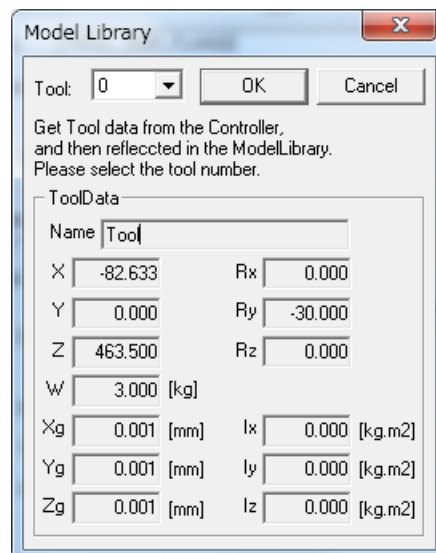 Model Library
Tool: 0 OK Cancel
Get Tool data from the Controller,
and then refleccted in the ModelLibrary.
Please select the tool number.
ToolData
Name Tool
X -82.633 Rx 0.000
Y 0.000 Ry -30.000
Z 463.500 Rz 0.000
W 3.000 [kg]
Xg 0.001 [mm] Ix 0.000 [kg.m2]
Yg 0.001 [mm] Iy 0.000 [kg.m2]
Zg 0.001 [mm] Iz 0.000 [kg.m2]